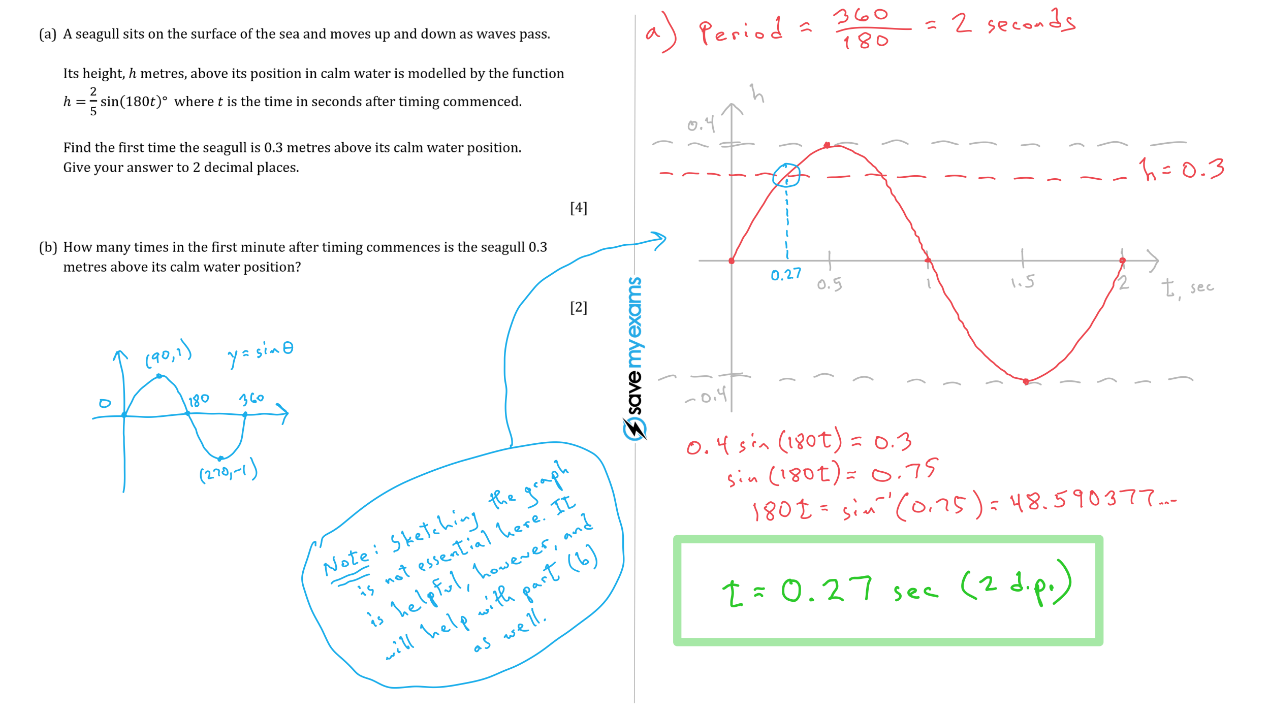 (a) A seagull sits on the surface of the sea and moves up and down as waves pass.
Its height, h metres, above its position in calm water is modelled by the function
h = 2/5 sin(180t)° where t is the time in seconds after timing commenced.
Find the first time the seagull is 0.3 metres above its calm water position.
Give your answer to 2 decimal places.
[4]
(b) How many times in the first minute after timing commences is the seagull 0.3
metres above its calm water position?
[2]
(90,1) y = sin θ
0 180 360
(270,-1)
Note: Sketching the graph
is not essential here. It
is helpful, however, and
will help with part (b)
as well.
save my exams
a) Period = 360/180 = 2 seconds
h
0.4
h = 0.3
0.27 0.5 1 1.5 2 t, sec
-0.4
0.4 sin (180t) = 0.3
sin (180t) = 0.75
180t = sin⁻¹(0.75) = 48.590377...
t = 0.27 sec (2 d.p.)